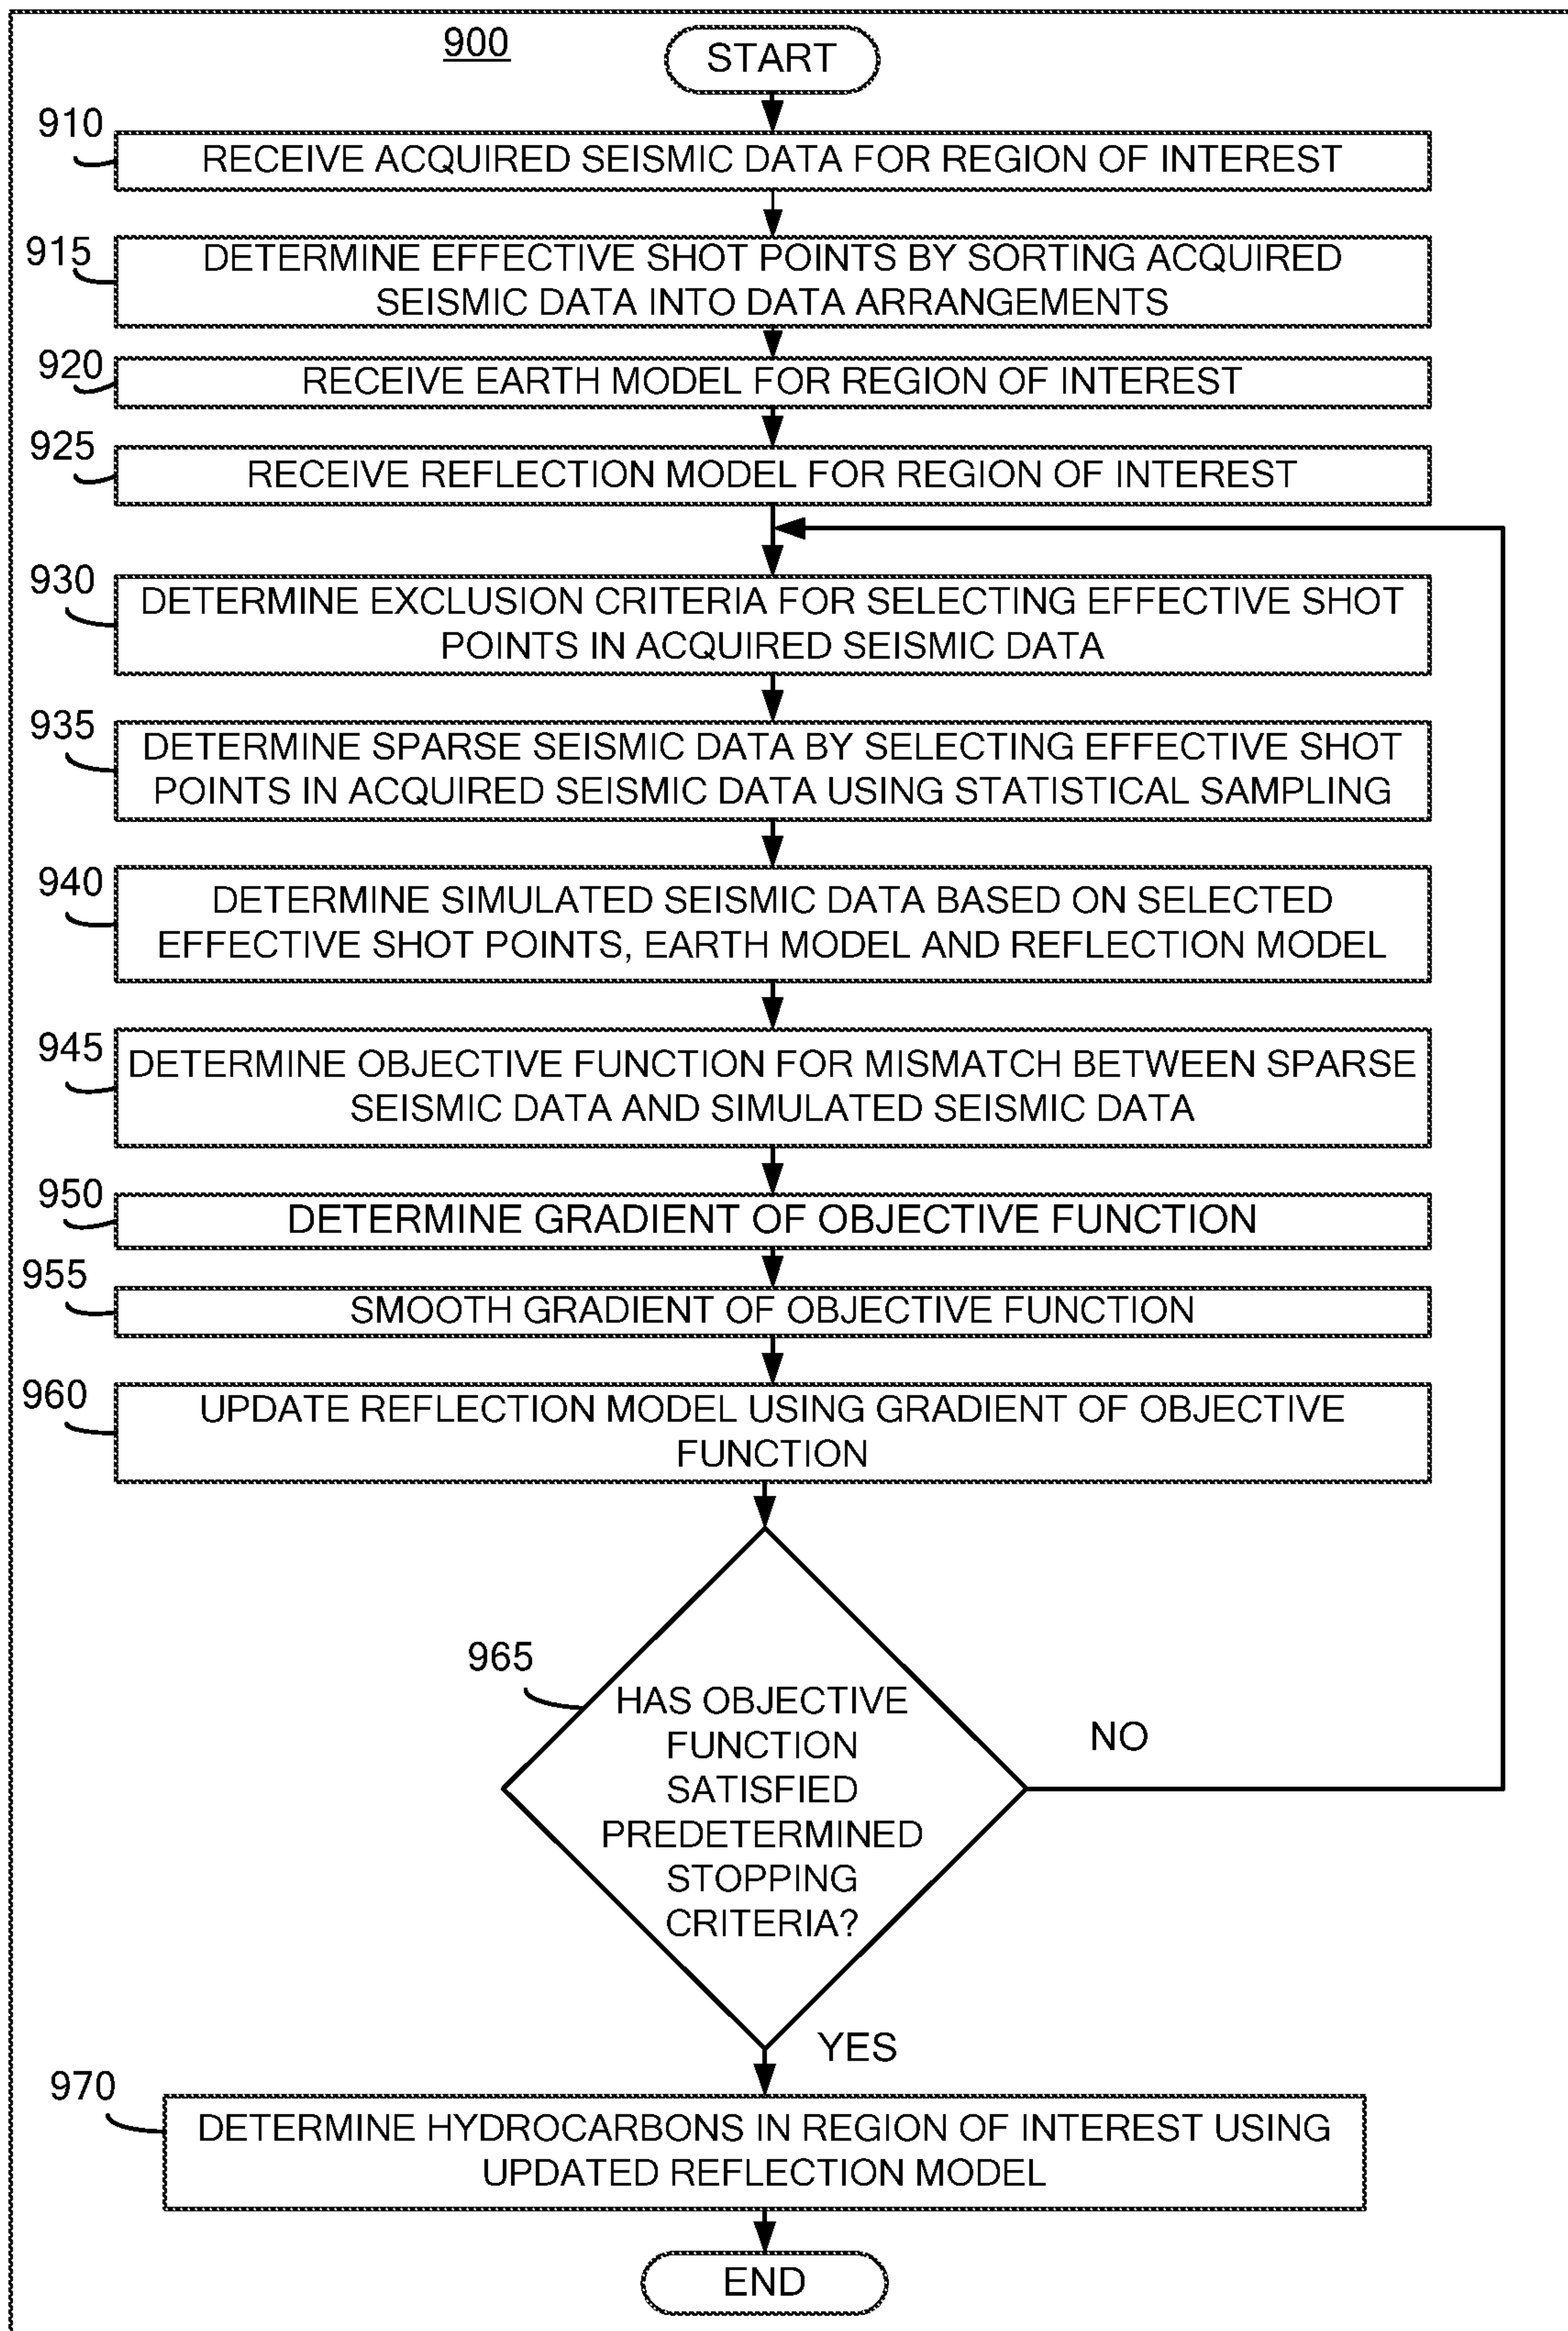 900
START
910
RECEIVE ACQUIRED SEISMIC DATA FOR REGION OF INTEREST
915
DETERMINE EFFECTIVE SHOT POINTS BY SORTING ACQUIRED
SEISMIC DATA INTO DATA ARRANGEMENTS
920
RECEIVE EARTH MODEL FOR REGION OF INTEREST
925
RECEIVE REFLECTION MODEL FOR REGION OF INTEREST
930
DETERMINE EXCLUSION CRITERIA FOR SELECTING EFFECTIVE SHOT
POINTS IN ACQUIRED SEISMIC DATA
935
DETERMINE SPARSE SEISMIC DATA BY SELECTING EFFECTIVE SHOT
POINTS IN ACQUIRED SEISMIC DATA USING STATISTICAL SAMPLING
940
DETERMINE SIMULATED SEISMIC DATA BASED ON SELECTED
EFFECTIVE SHOT POINTS, EARTH MODEL AND REFLECTION MODEL
945
DETERMINE OBJECTIVE FUNCTION FOR MISMATCH BETWEEN SPARSE
SEISMIC DATA AND SIMULATED SEISMIC DATA
950
DETERMINE GRADIENT OF OBJECTIVE FUNCTION
955
SMOOTH GRADIENT OF OBJECTIVE FUNCTION
960
UPDATE REFLECTION MODEL USING GRADIENT OF OBJECTIVE
FUNCTION
965
HAS OBJECTIVE
FUNCTION
SATISFIED
PREDETERMINED
STOPPING
CRITERIA?
NO
YES
970
DETERMINE HYDROCARBONS IN REGION OF INTEREST USING
UPDATED REFLECTION MODEL
END